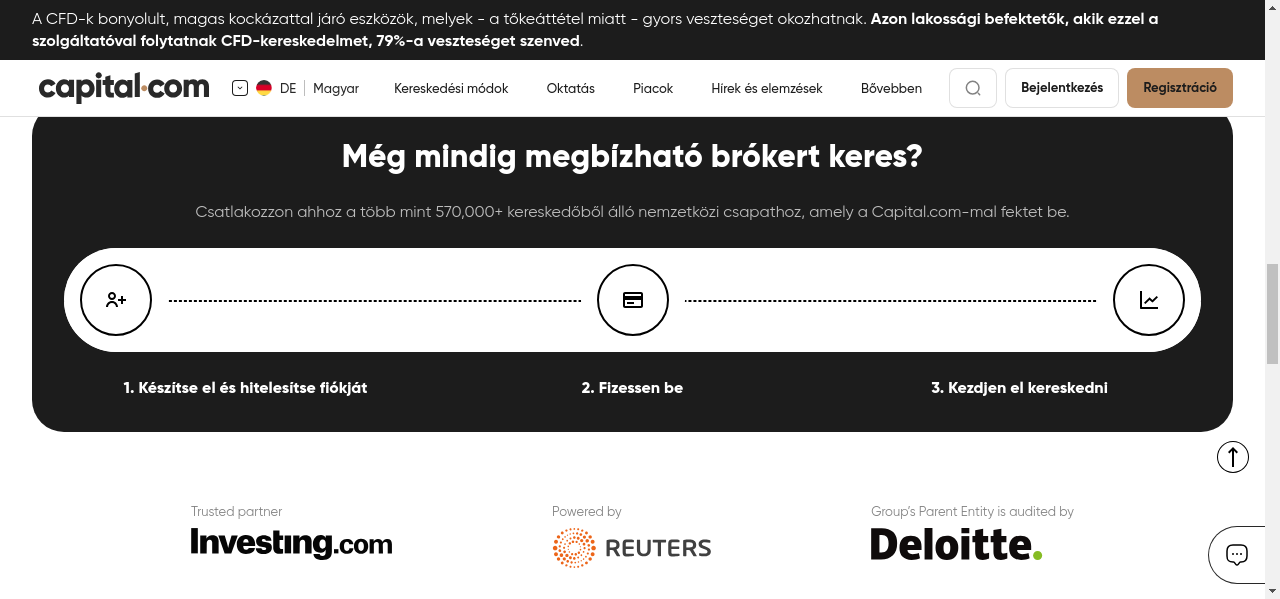 A CFD-k bonyolult, magas kockázattal járó eszközök, melyek - a tőkeáttétel miatt - gyors veszteséget okozhatnak. Azon lakossági befektetők, akik ezzel a
szolgáltatóval folytatnak CFD-kereskedelmet, 79%-a veszteséget szenved.
capital.com DE Magyar Kereskedési módok Oktatás Piacok Hírek és elemzések Bővebben Bejelentkezés Regisztráció
Még mindig megbízható brókert keres?
Csatlakozzon ahhoz a több mint 570,000+ kereskedőből álló nemzetközi csapathoz, amely a Capital.com-mal fektet be.
1. Készítse el és hitelesítse fiókját
2. Fizessen be
3. Kezdjen el kereskedni
Trusted partner
Investing.com
Powered by
REUTERS
Group's Parent Entity is audited by
Deloitte.